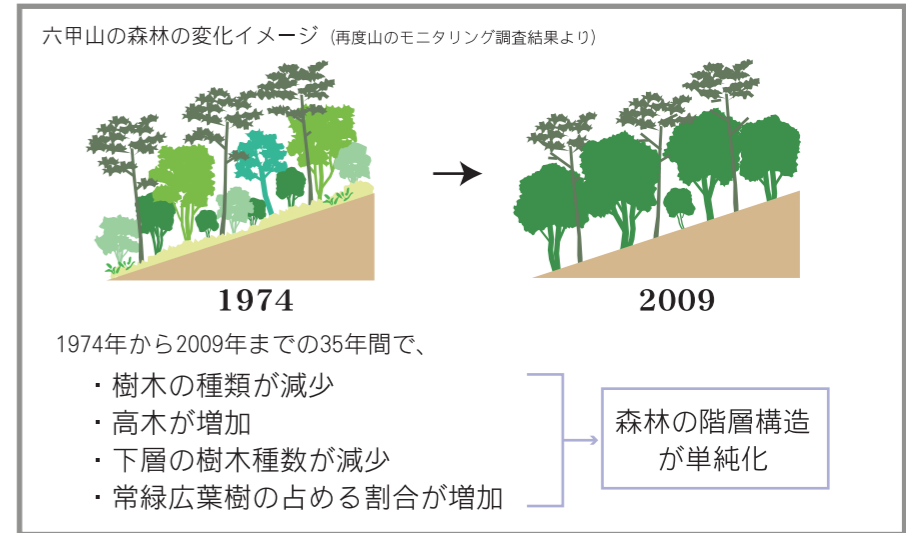 六甲山の森林の変化イメージ (再度山のモニタリング調査結果より)
1974
2009
1974年から2009年までの35年間で、
・樹木の種類が減少
・高木が増加
・下層の樹木種数が減少
・常緑広葉樹の占める割合が増加
森林の階層構造
が単純化